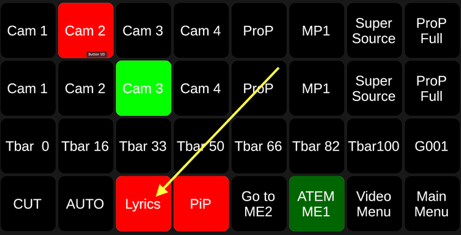 Cam 1
Cam 2
Cam 3
Cam 4
ProP
MP1
Super
Source
ProP
Full
Cam 1
Cam 2
Cam 3
Cam 4
ProP
MP1
Super
Source
ProP
Full
Tbar 0
Tbar 16
Tbar 33
Tbar 50
Tbar 66
Tbar 82
Tbar100
G001
CUT
AUTO
Lyrics
PiP
Go to
ME2
ATEM
ME1
Video
Menu
Main
Menu